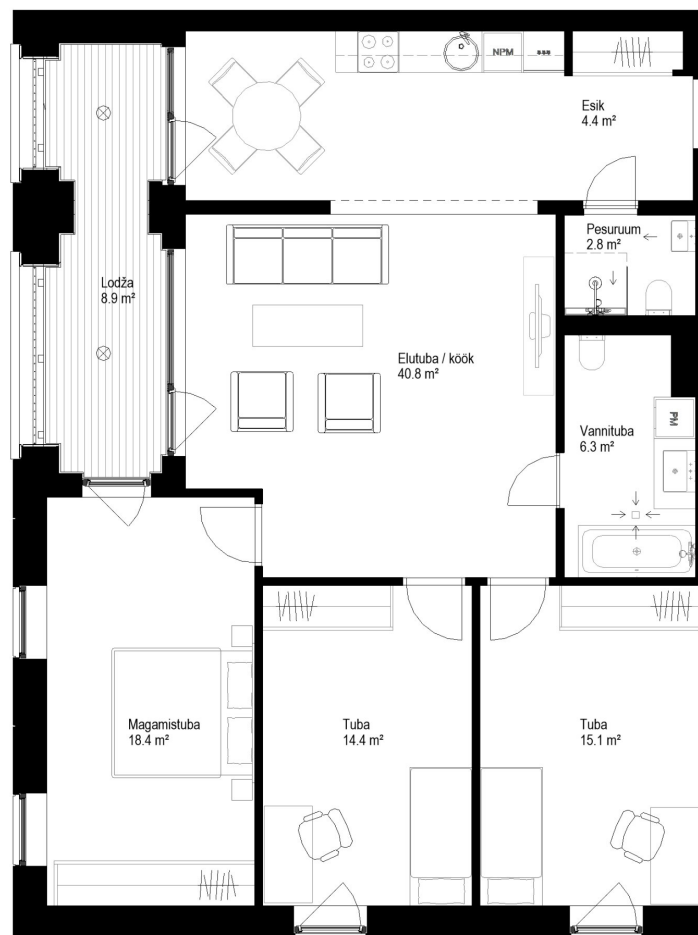 NPM
Esik
4.4 m²
Pesuruum
2.8 m²
Lodža
8.9 m²
Elutuba / köök
40.8 m²
PM
Vannituba
6.3 m²
Magamistuba
18.4 m²
Tuba
14.4 m²
Tuba
15.1 m²